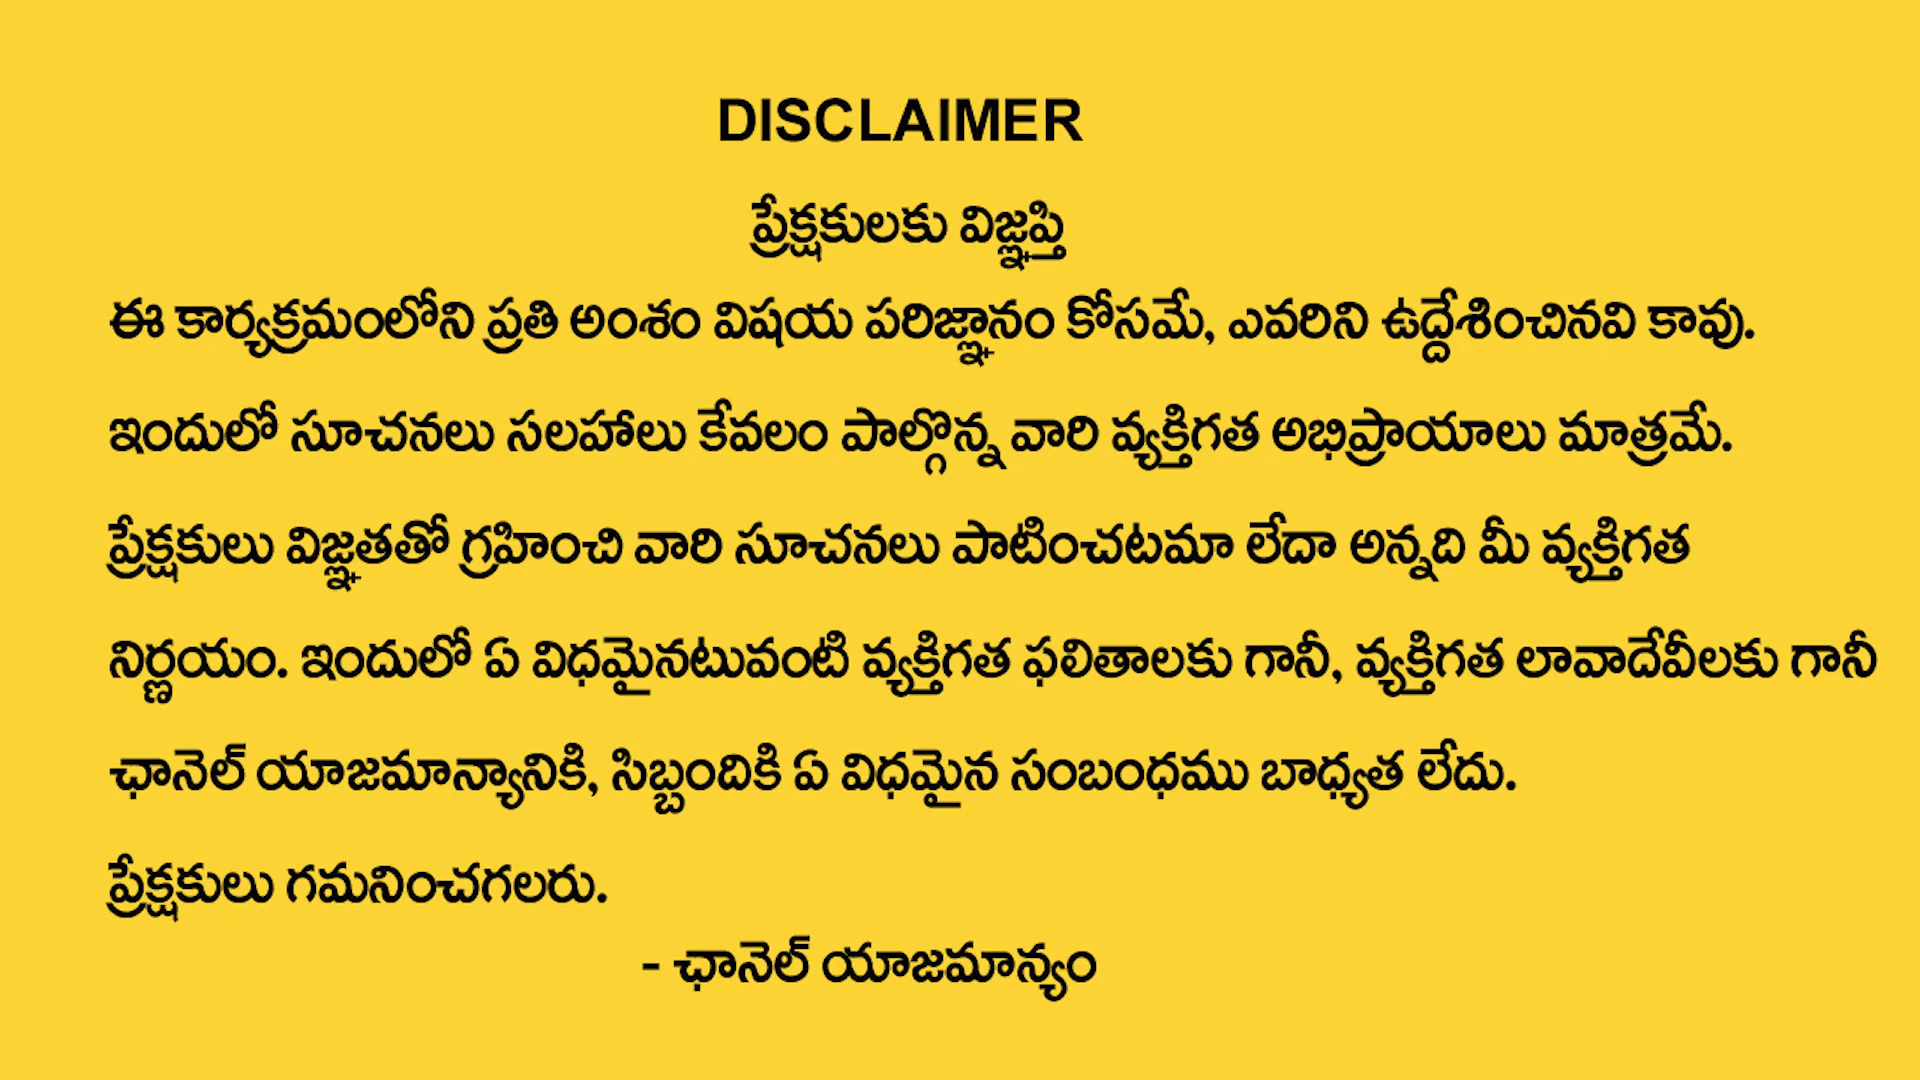 DISCLAIMER
ప్రేక్షకులకు విజ్ఞప్తి
ఈ కార్యక్రమంలోని ప్రతి అంశం విషయ పరిజ్ఞానం కోసమే, ఎవరిని ఉద్దేశించినవి కావు.
ఇందులో సూచనలు సలహాలు కేవలం పాల్గొన్న వారి వ్యక్తిగత అభిప్రాయాలు మాత్రమే.
ప్రేక్షకులు విజ్ఞతతో గ్రహించి వారి సూచనలు పాటించటమా లేదా అన్నది మీ వ్యక్తిగత
నిర్ణయం. ఇందులో ఏ విధమైనటువంటి వ్యక్తిగత ఫలితాలకు గానీ, వ్యక్తిగత లావాదేవీలకు గానీ
ఛానెల్ యాజమాన్యానికి, సిబ్బందికి ఏ విధమైన సంబంధము బాధ్యత లేదు.
ప్రేక్షకులు గమనించగలరు.
- ఛానెల్ యాజమాన్యం